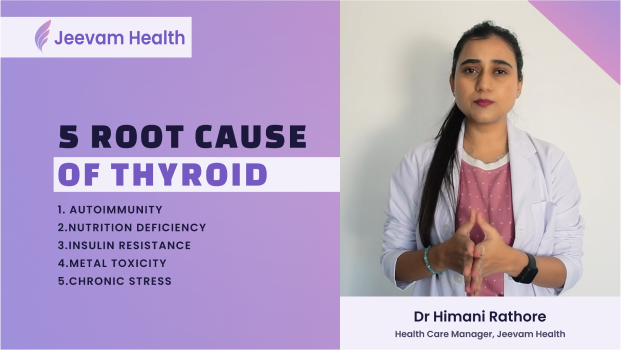 Jeevam Health
5 ROOT CAUSE
OF THYROID
1. AUTOIMMUNITY
2.NUTRITION DEFICIENCY
3.INSULIN RESISTANCE
4.METAL TOXICITY
5.CHRONIC STRESS
Dr Himani Rathore
Health Care Manager, Jeevam Health